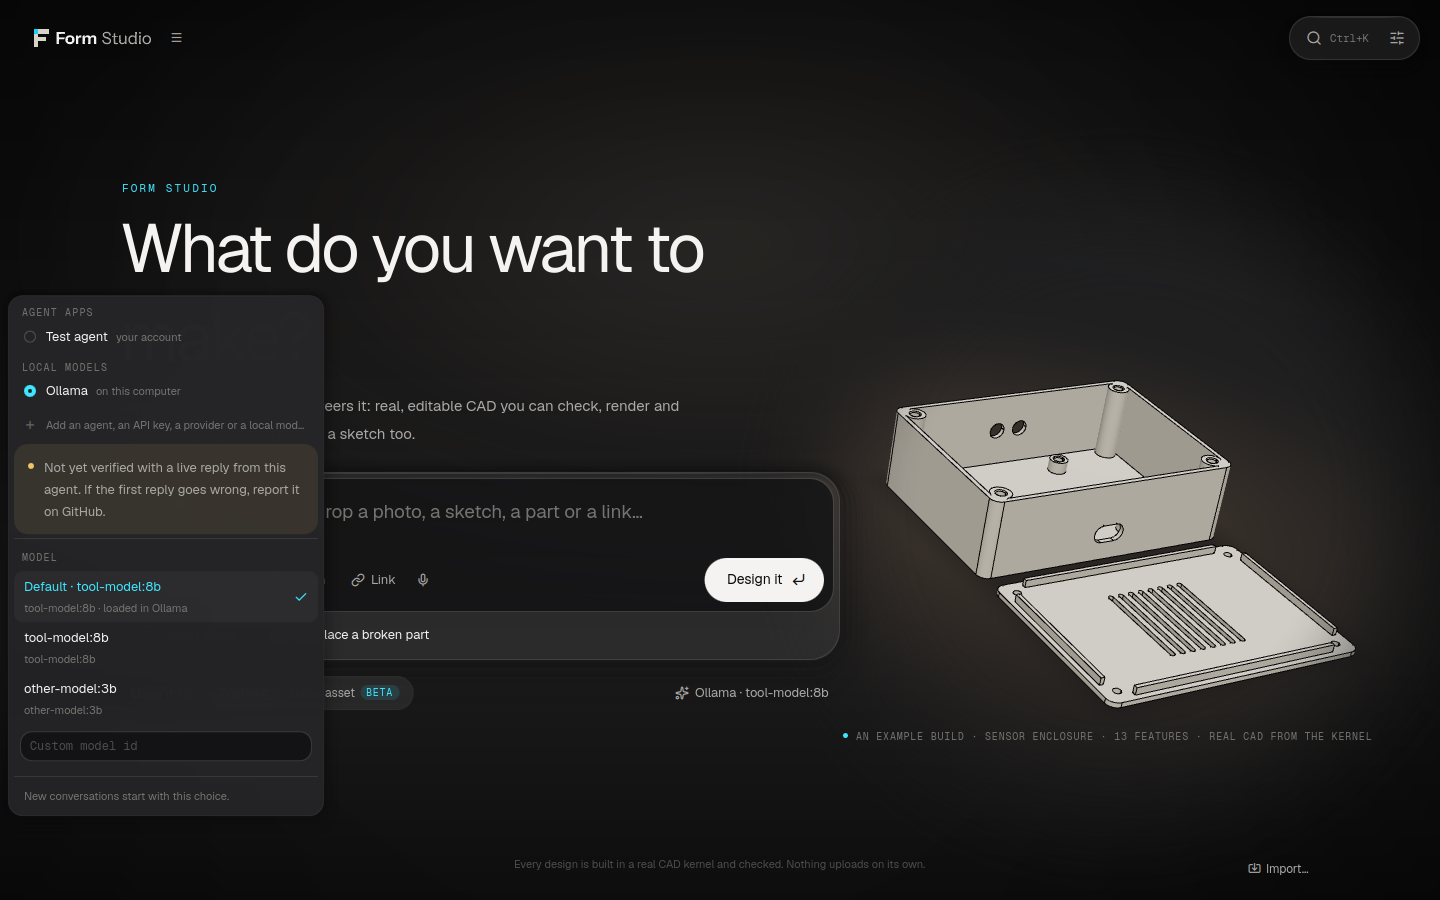 Form Studio
Ctrl+K
FORM STUDIO
What do you want to
make?
AGENT APPS
Test agent your account
LOCAL MODELS
Ollama on this computer
Add an agent, an API key, a provider or a local mod…
Not yet verified with a live reply from this
agent. If the first reply goes wrong, report it
on GitHub.
MODEL
Default · tool-model:8b
tool-model:8b · loaded in Ollama
tool-model:8b
tool-model:8b
other-model:3b
other-model:3b
Custom model id
New conversations start with this choice.
eers it: real, editable CAD you can check, render and
a sketch too.
rop a photo, a sketch, a part or a link…
Link
Design it
lace a broken part
asset BETA
Ollama · tool-model:8b
AN EXAMPLE BUILD · SENSOR ENCLOSURE · 13 FEATURES · REAL CAD FROM THE KERNEL
Every design is built in a real CAD kernel and checked. Nothing uploads on its own.
Import…